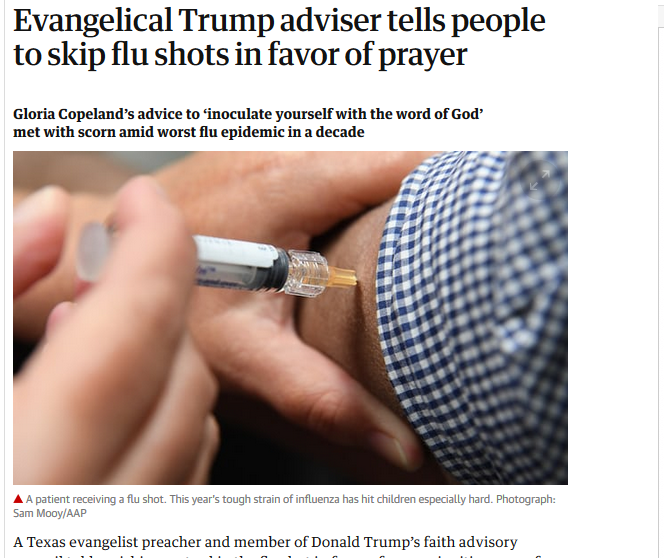 Evangelical Trump adviser tells people
to skip flu shots in favor of prayer
Gloria Copeland’s advice to ‘inoculate yourself with the word of God’
met with scorn amid worst flu epidemic in a decade
A patient receiving a flu shot. This year’s tough strain of influenza has hit children especially hard. Photograph:
Sam Mooy/AAP
A Texas evangelist preacher and member of Donald Trump’s faith advisory